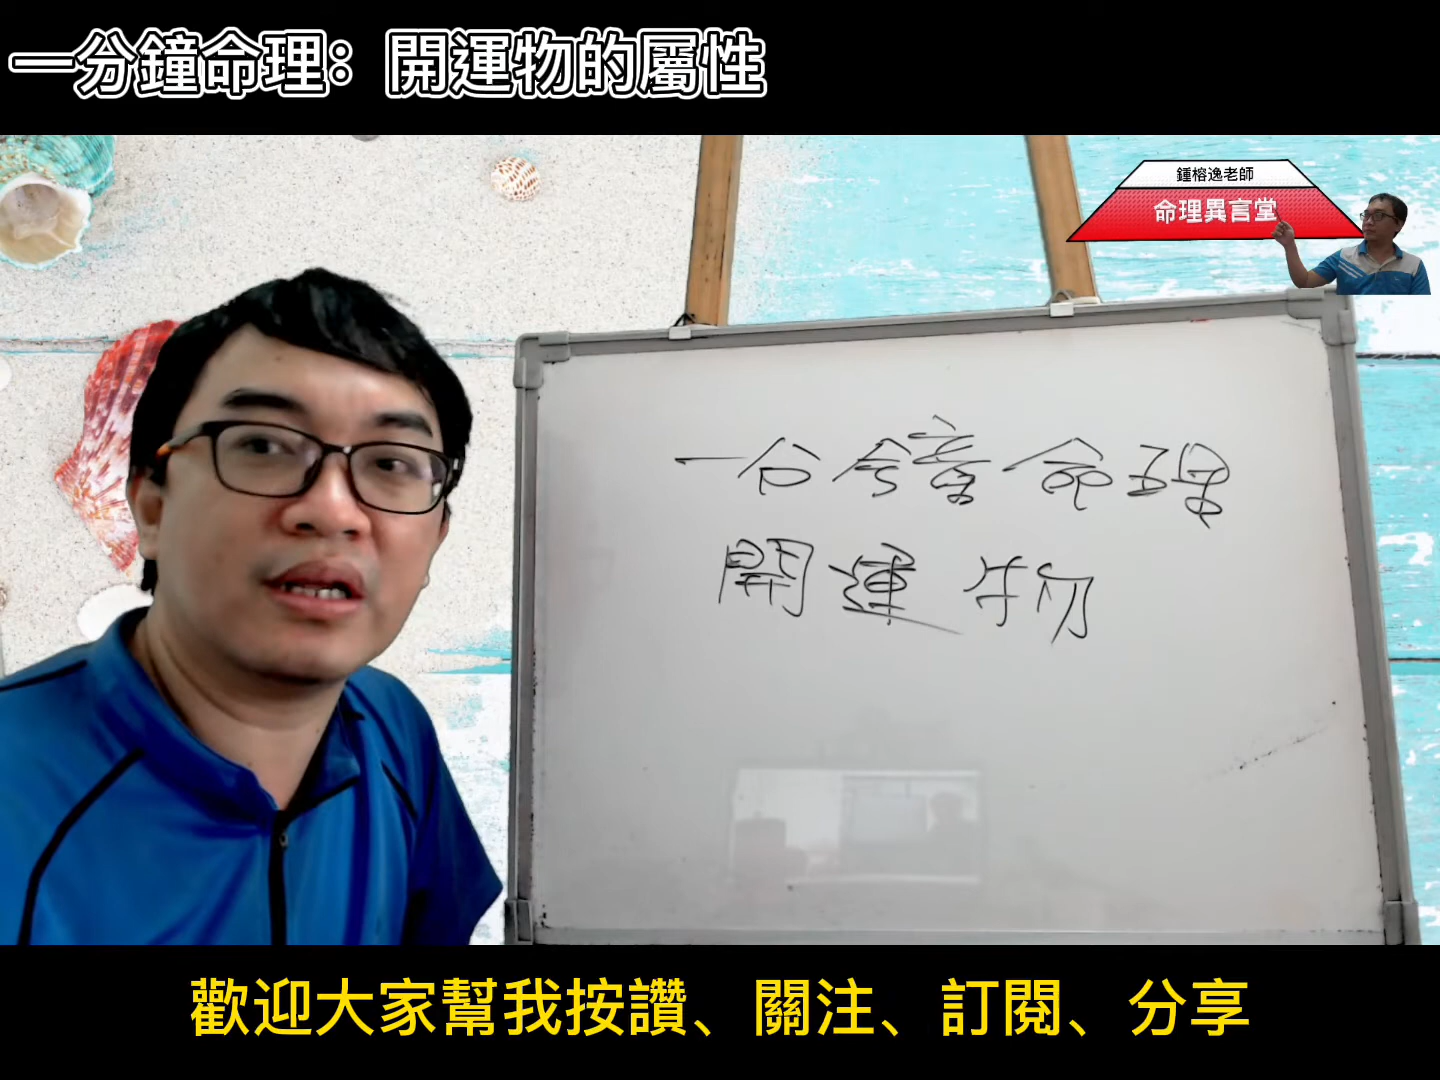 一分鐘命理：開運物的屬性
鍾榕逸老師
命理異言堂
一分鐘命理
開運物
歡迎大家幫我按讚、關注、訂閱、分享